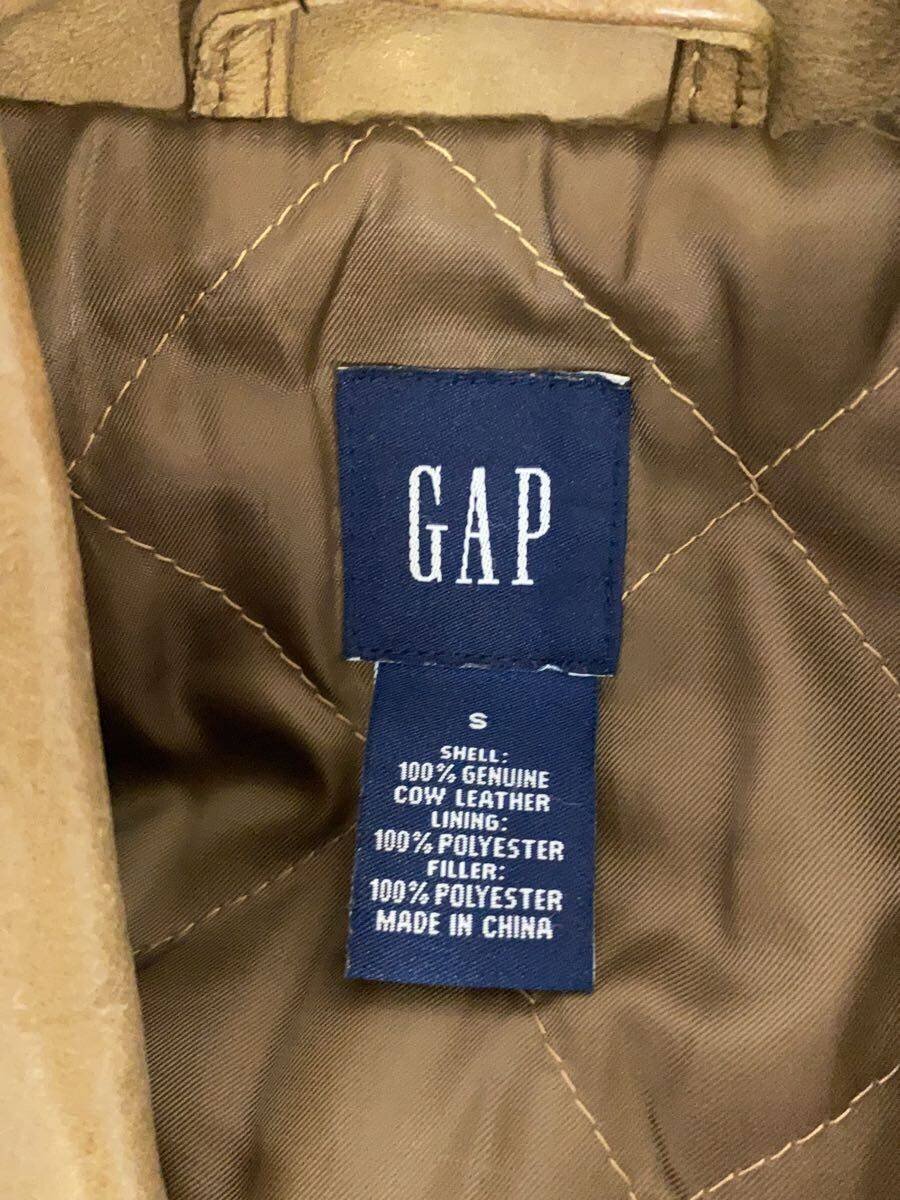 GAP
S
SHELL:
100% GENUINE
COW LEATHER
LINING:
100% POLYESTER
FILLER:
100% POLYESTER
MADE IN CHINA